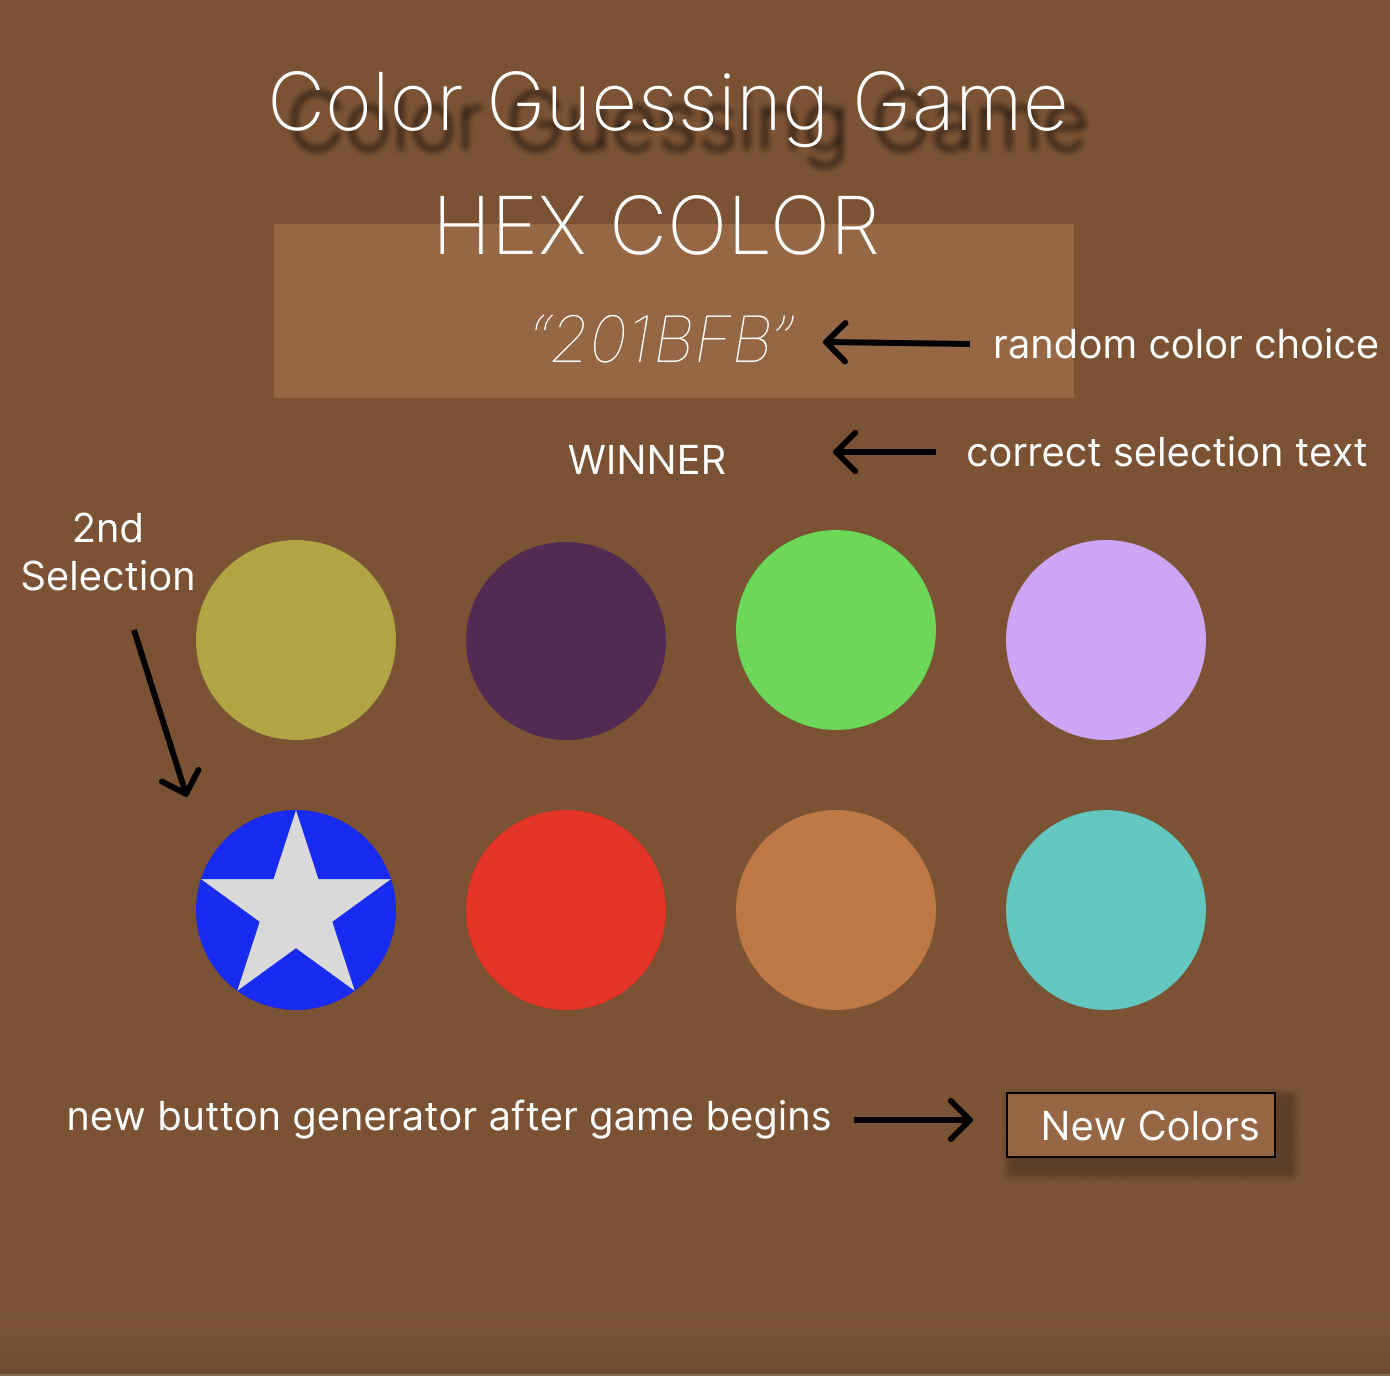 Color Guessing Game
HEX COLOR
“201BFB”
random color choice
WINNER
correct selection text
2nd
Selection
new button generator after game begins
New Colors